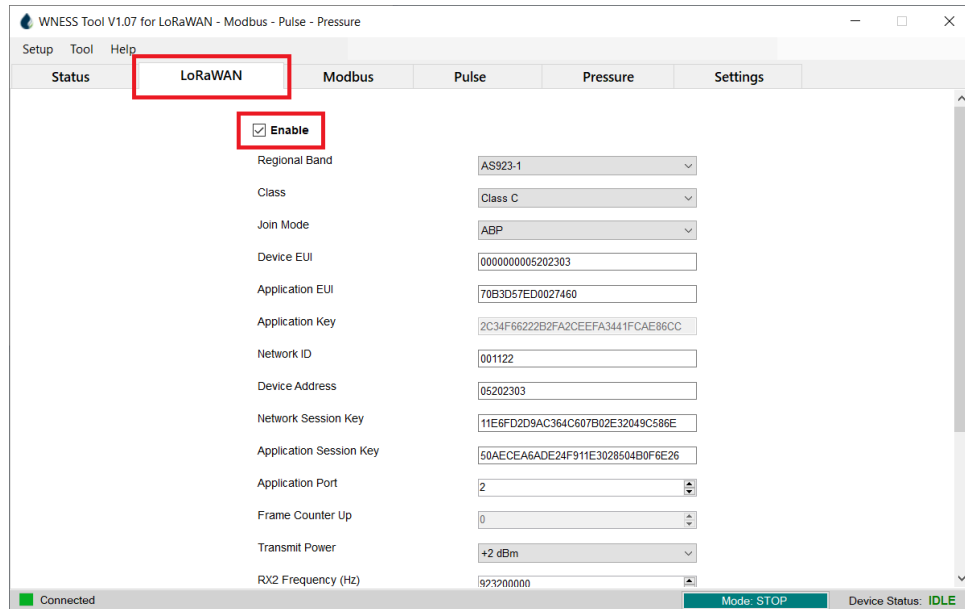 WNESS Tool V1.07 for LoRaWAN - Modbus - Pulse - Pressure
Setup Tool Help
Status LoRaWAN Modbus Pulse Pressure Settings
Enable
Regional Band AS923-1
Class Class C
Join Mode ABP
Device EUI 0000000005202303
Application EUI 70B3D57ED0027460
Application Key 2C34F66222B2FA2CEEFA3441FCAE86CC
Network ID 001122
Device Address 05202303
Network Session Key 11E6FD2D9AC364C607B02E32049C586E
Application Session Key 50AECEA6ADE24F911E3028504B0F6E26
Application Port 2
Frame Counter Up 0
Transmit Power +2 dBm
RX2 Frequency (Hz) 923200000
Connected Mode: STOP Device Status: IDLE